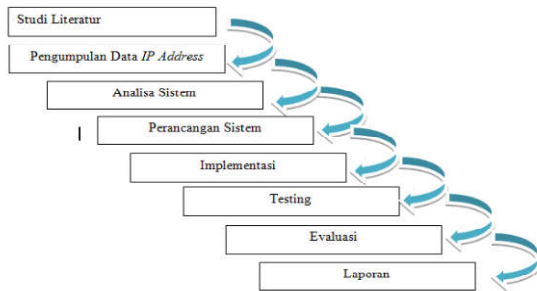 Studi Literatur
Pengumpulan Data IP Address
Analisa Sistem
Perancangan Sistem
Implementasi
Testing
Evaluasi
Laporan